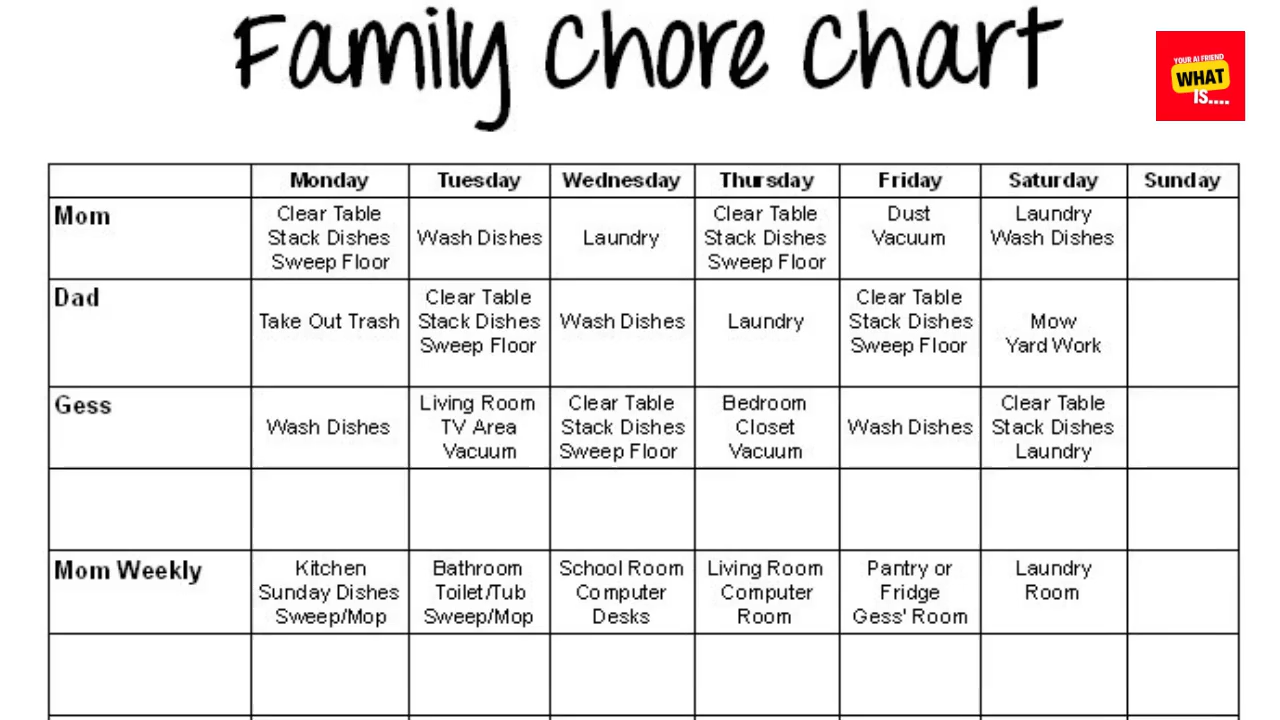 Family Chore Chart
YOUR AI FRIEND
WHAT
IS....
Monday Tuesday Wednesday Thursday Friday Saturday Sunday
Mom
Clear Table
Stack Dishes
Sweep Floor
Wash Dishes
Laundry
Clear Table
Stack Dishes
Sweep Floor
Dust
Vacuum
Laundry
Wash Dishes
Dad
Take Out Trash
Clear Table
Stack Dishes
Sweep Floor
Wash Dishes
Laundry
Clear Table
Stack Dishes
Sweep Floor
Mow
Yard Work
Gess
Wash Dishes
Living Room
TV Area
Vacuum
Clear Table
Stack Dishes
Sweep Floor
Bedroom
Closet
Vacuum
Wash Dishes
Clear Table
Stack Dishes
Laundry
Mom Weekly
Kitchen
Sunday Dishes
Sweep/Mop
Bathroom
Toilet/Tub
Sweep/Mop
School Room
Computer
Desks
Living Room
Computer
Room
Pantry or
Fridge
Gess' Room
Laundry
Room